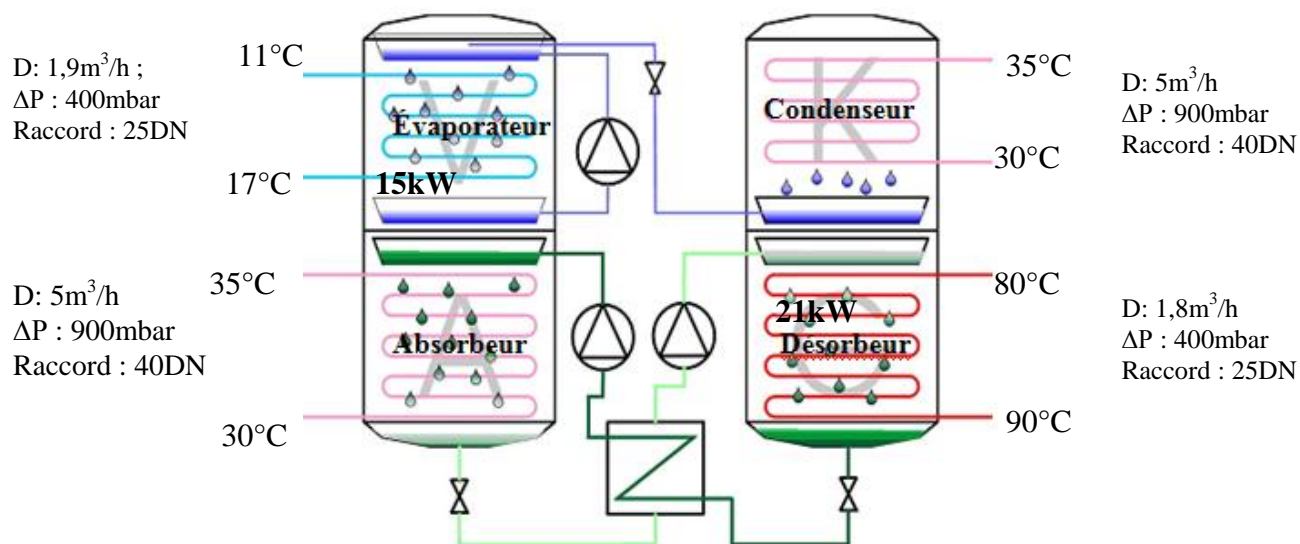 D: 1,9m³/h ;
ΔP : 400mbar
Raccord : 25DN
11°C
17°C
V
Évaporateur
15kW
35°C
30°C
K
Condenseur
D: 5m³/h
ΔP : 900mbar
Raccord : 40DN
D: 5m³/h
ΔP : 900mbar
Raccord : 40DN
35°C
30°C
A
Absorbeur
21kW
Désorbeur
80°C
90°C
D: 1,8m³/h
ΔP : 400mbar
Raccord : 25DN